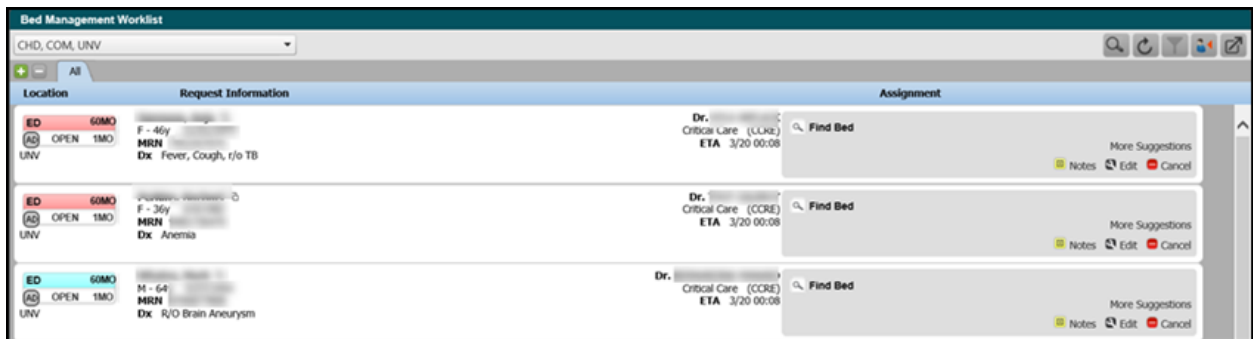 Bed Management Worklist
CHD, COM, UNV
All
Location Request Information Assignment
ED 60MO
AD OPEN 1MO
UNV
F - 46y
MRN
Dx Fever, Cough, r/o TB
Dr.
Critical Care (CCRE)
ETA 3/20 00:08
Find Bed
More Suggestions
Notes Edit Cancel
ED 60MO
AD OPEN 1MO
UNV
F - 36y
MRN
Dx Anemia
Dr.
Critical Care (CCRE)
ETA 3/20 00:08
Find Bed
More Suggestions
Notes Edit Cancel
ED 60MO
AD OPEN 1MO
UNV
M - 64
MRN
Dx R/O Brain Aneurysm
Dr.
Critical Care (CCRE)
ETA 3/20 00:08
Find Bed
More Suggestions
Notes Edit Cancel